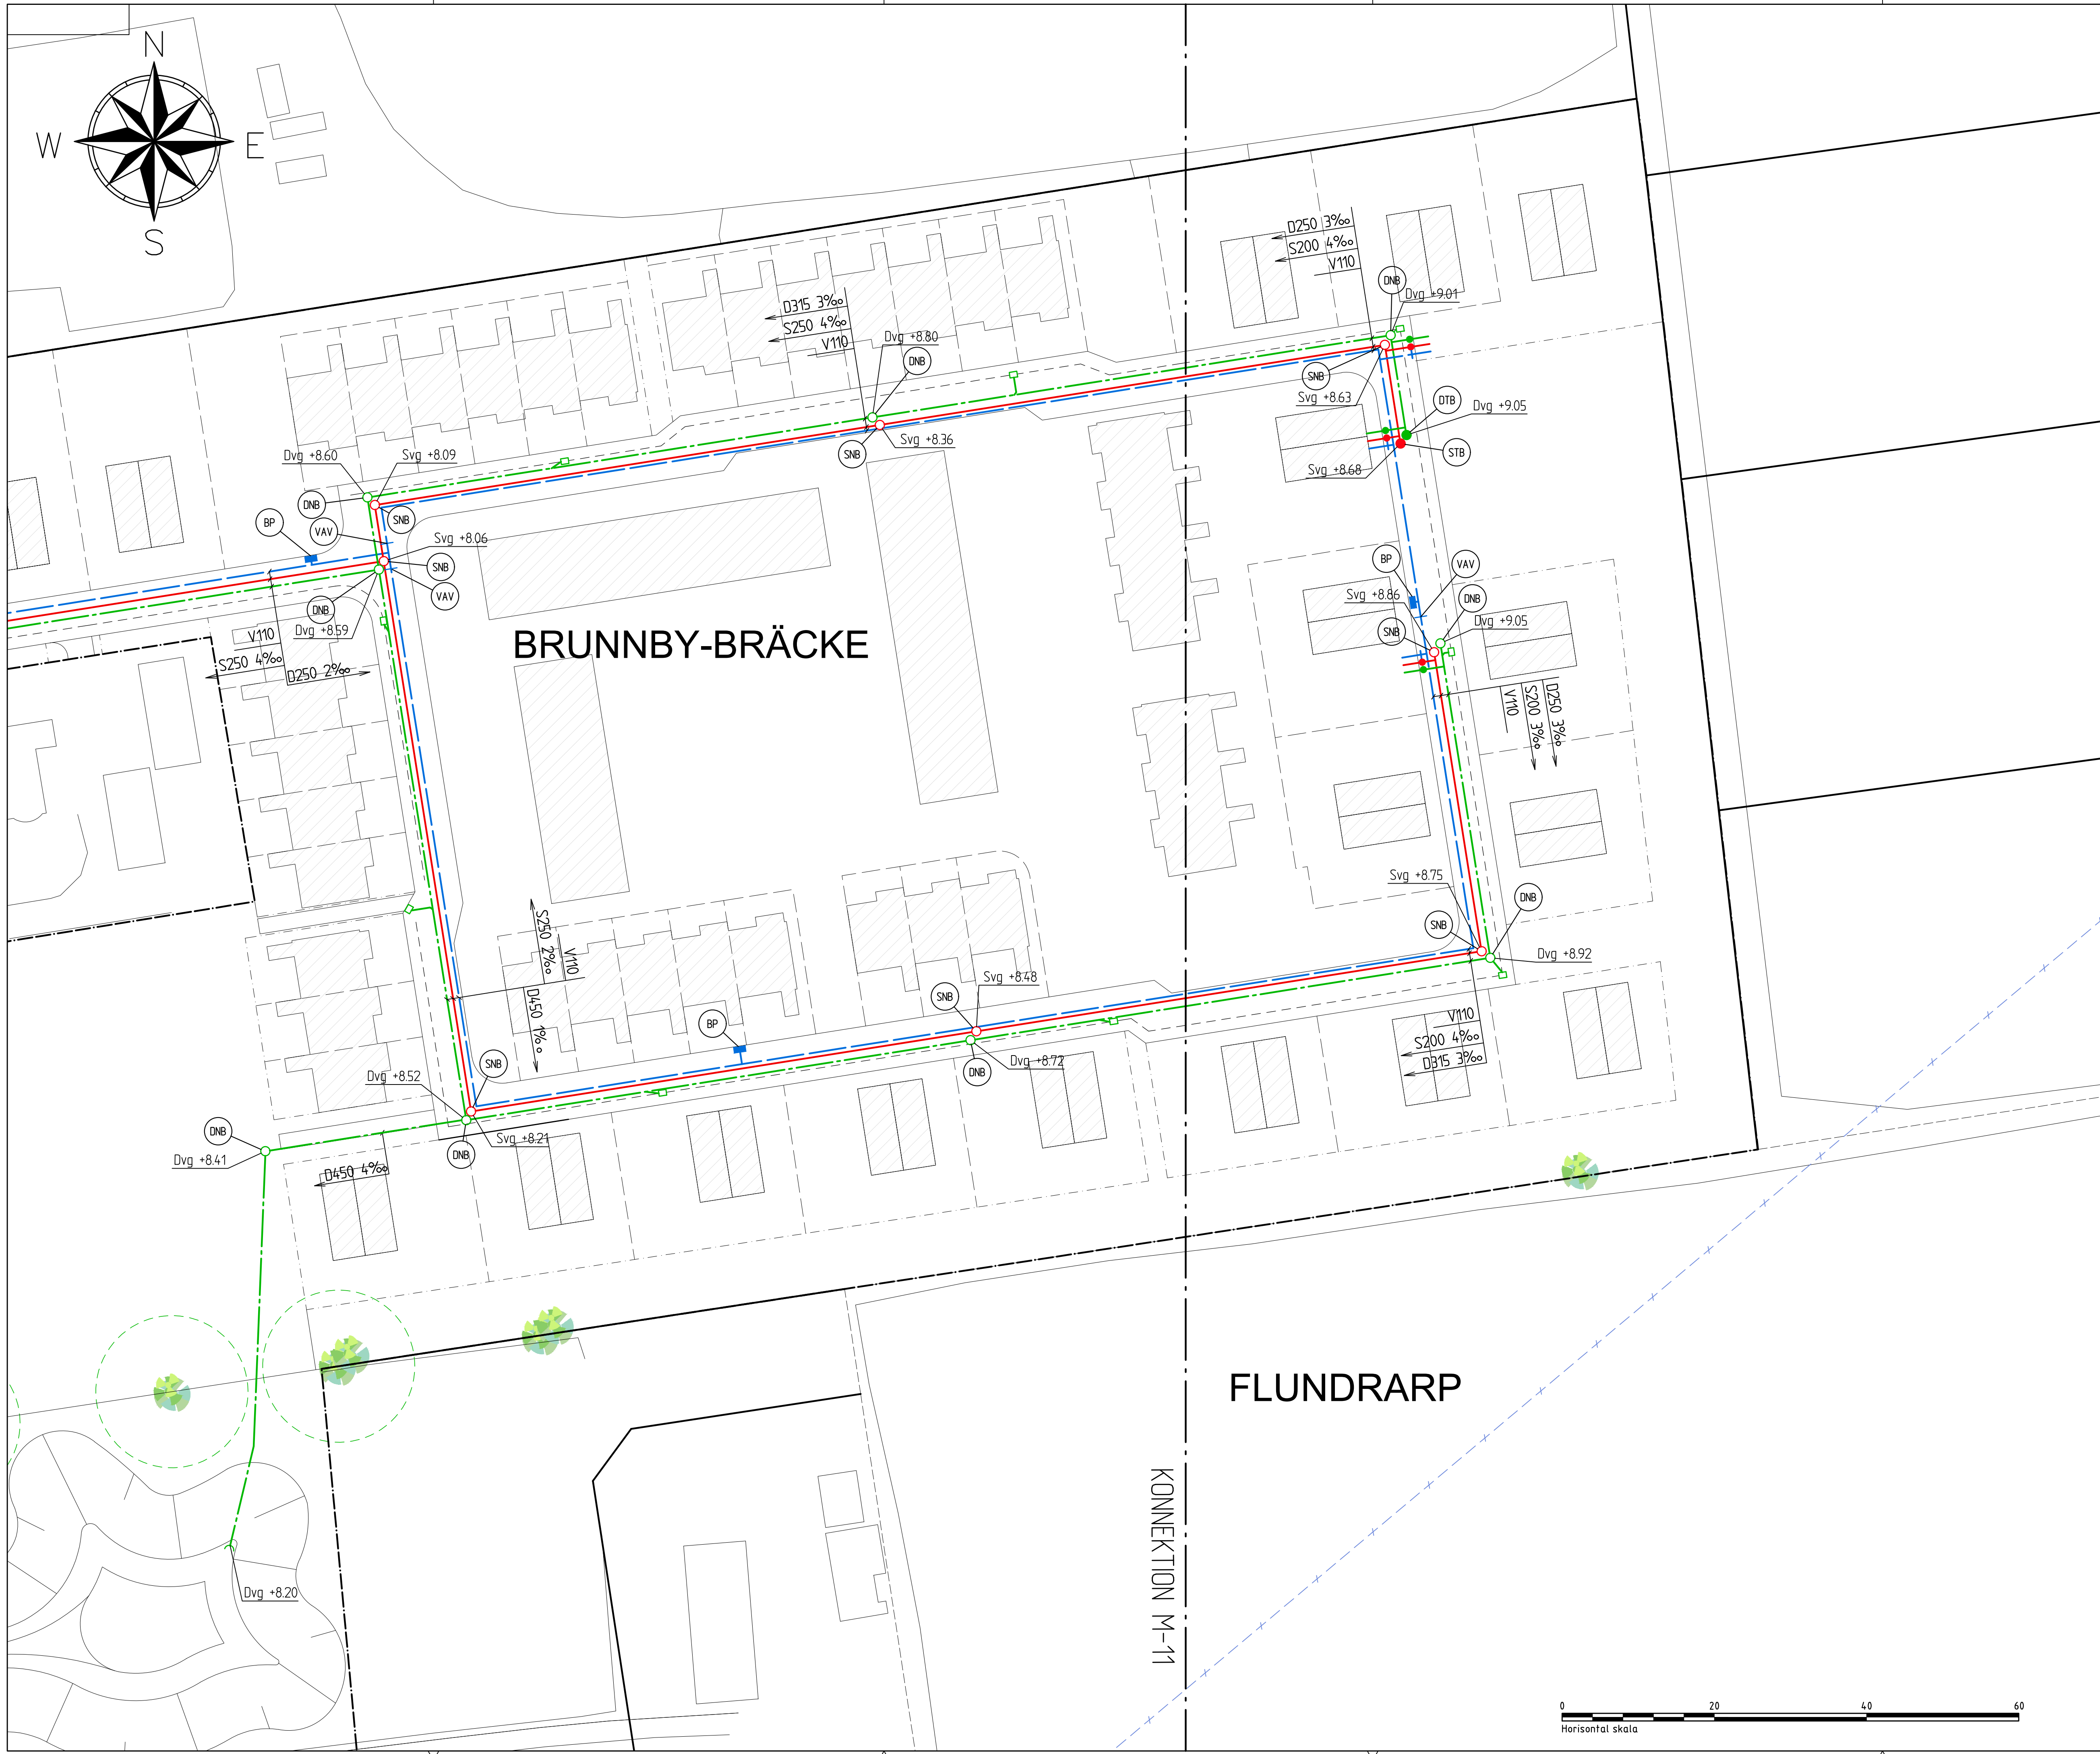 N
W
E
S
D250 3‰
S200 4‰
V110
DNB
Dvg +9.01
D315 3‰
S250 4‰
V110
Dvg +8.80
DNB
SNB
Svg +8.63
DTB
Dvg +9.05
STB
Svg +8.68
Svg +8.36
SNB
Dvg +8.60
Svg +8.09
DNB
SNB
BP
VAV
Svg +8.06
SNB
VAV
DNB
Dvg +8.59
V110
S250 4‰
D250 2‰
BRUNNBY-BRÄCKE
BP
VAV
Svg +8.86
DNB
Dvg +9.05
SNB
V110
S200 3‰
D250 3‰
Svg +8.75
DNB
SNB
Dvg +8.92
S250 2‰
V110
D450 1‰
SNB
Svg +8.48
BP
V110
S200 4‰
D315 3‰
SNB
Dvg +8.52
DNB
Dvg +8.72
DNB
Dvg +8.41
Svg +8.21
DNB
D450 4‰
FLUNDRARP
KONNEKTION M-11
Dvg +8.20
0 20 40 60
Horisontal skala